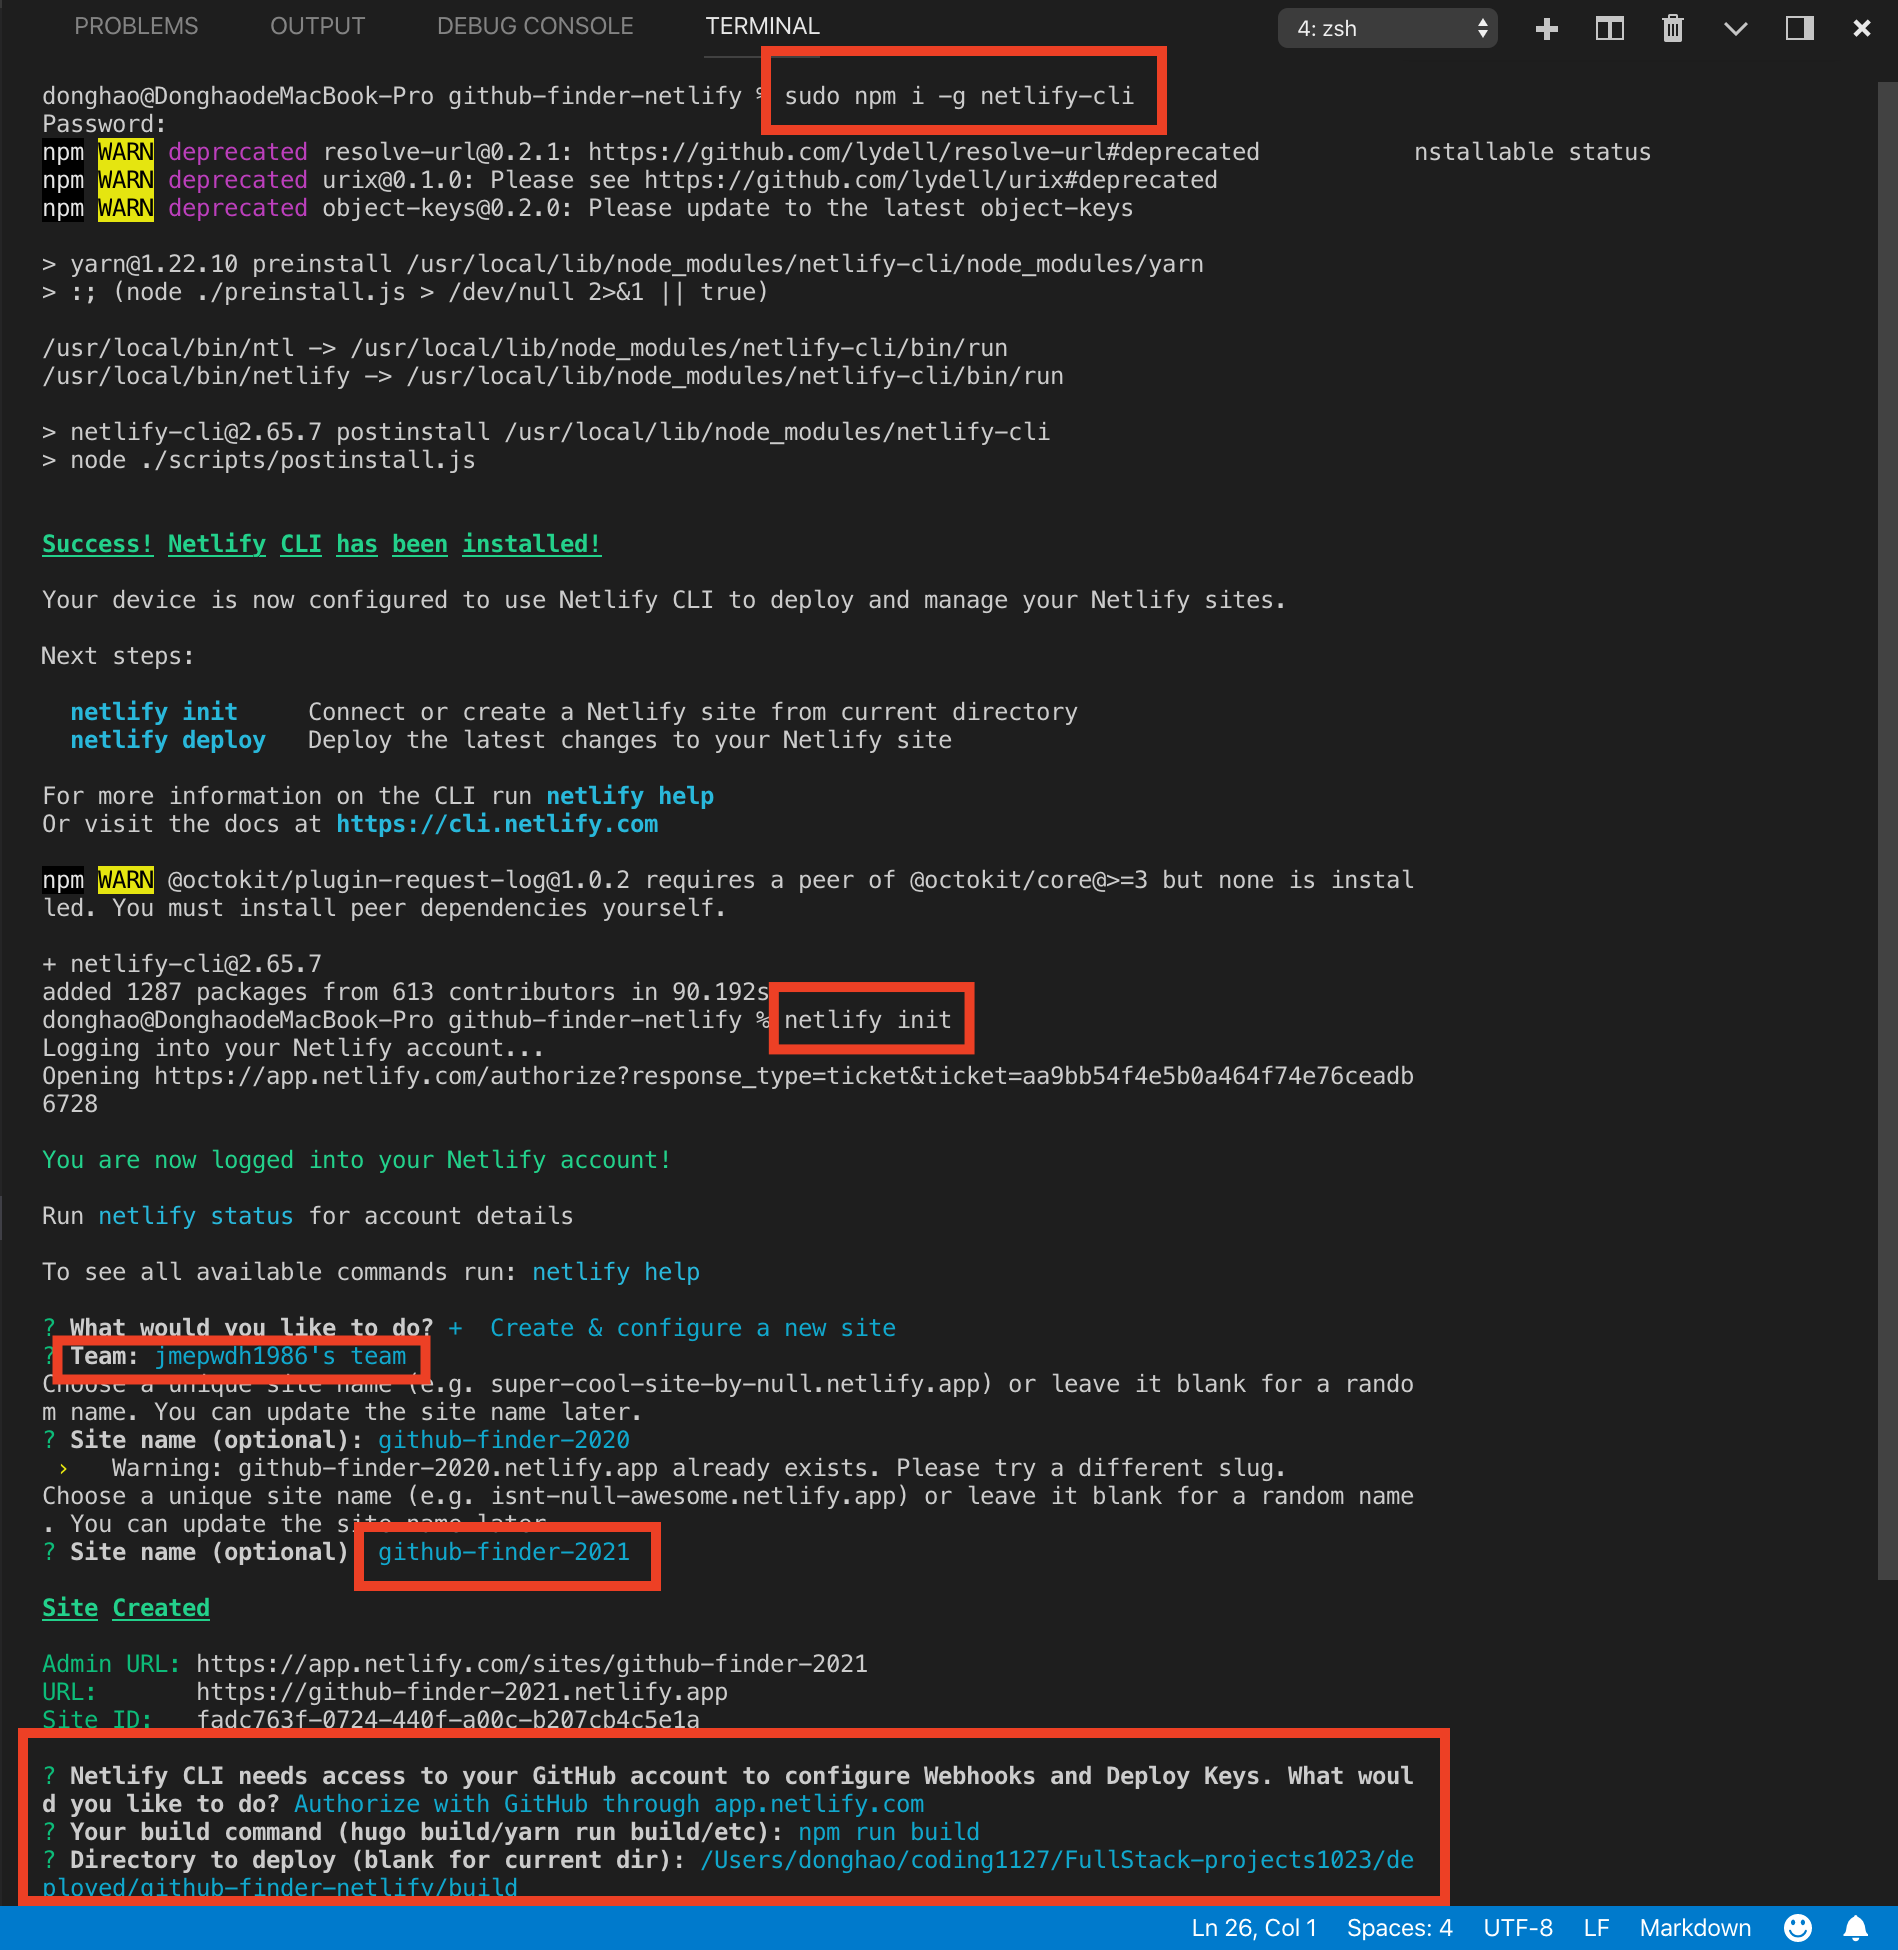 PROBLEMS OUTPUT DEBUG CONSOLE TERMINAL 4: zsh
donghao@DonghaodeMacBook-Pro github-finder-netlify % sudo npm i -g netlify-cli
Password:
npm WARN deprecated resolve-url@0.2.1: https://github.com/lydell/resolve-url#deprecated nstallable status
npm WARN deprecated urix@0.1.0: Please see https://github.com/lydell/urix#deprecated
npm WARN deprecated object-keys@0.2.0: Please update to the latest object-keys
> yarn@1.22.10 preinstall /usr/local/lib/node_modules/netlify-cli/node_modules/yarn
> :; (node ./preinstall.js > /dev/null 2>&1 || true)
/usr/local/bin/ntl -> /usr/local/lib/node_modules/netlify-cli/bin/run
/usr/local/bin/netlify -> /usr/local/lib/node_modules/netlify-cli/bin/run
> netlify-cli@2.65.7 postinstall /usr/local/lib/node_modules/netlify-cli
> node ./scripts/postinstall.js
Success! Netlify CLI has been installed!
Your device is now configured to use Netlify CLI to deploy and manage your Netlify sites.
Next steps:
netlify init Connect or create a Netlify site from current directory
netlify deploy Deploy the latest changes to your Netlify site
For more information on the CLI run netlify help
Or visit the docs at https://cli.netlify.com
npm WARN @octokit/plugin-request-log@1.0.2 requires a peer of @octokit/core@>=3 but none is instal
led. You must install peer dependencies yourself.
+ netlify-cli@2.65.7
added 1287 packages from 613 contributors in 90.192s
donghao@DonghaodeMacBook-Pro github-finder-netlify % netlify init
Logging into your Netlify account...
Opening https://app.netlify.com/authorize?response_type=ticket&ticket=aa9bb54f4e5b0a464f74e76ceadb
6728
You are now logged into your Netlify account!
Run netlify status for account details
To see all available commands run: netlify help
? What would you like to do? + Create & configure a new site
? Team: jmepwdh1986's team
Choose a unique site name (e.g. super-cool-site-by-null.netlify.app) or leave it blank for a rando
m name. You can update the site name later.
? Site name (optional): github-finder-2020
› Warning: github-finder-2020.netlify.app already exists. Please try a different slug.
Choose a unique site name (e.g. isnt-null-awesome.netlify.app) or leave it blank for a random name
. You can update the site name later
? Site name (optional) github-finder-2021
Site Created
Admin URL: https://app.netlify.com/sites/github-finder-2021
URL: https://github-finder-2021.netlify.app
Site ID: fadc763f-0724-440f-a00c-b207cb4c5e1a
? Netlify CLI needs access to your GitHub account to configure Webhooks and Deploy Keys. What woul
d you like to do? Authorize with GitHub through app.netlify.com
? Your build command (hugo build/yarn run build/etc): npm run build
? Directory to deploy (blank for current dir): /Users/donghao/coding1127/FullStack-projects1023/de
ployed/github-finder-netlify/build
Ln 26, Col 1 Spaces: 4 UTF-8 LF Markdown